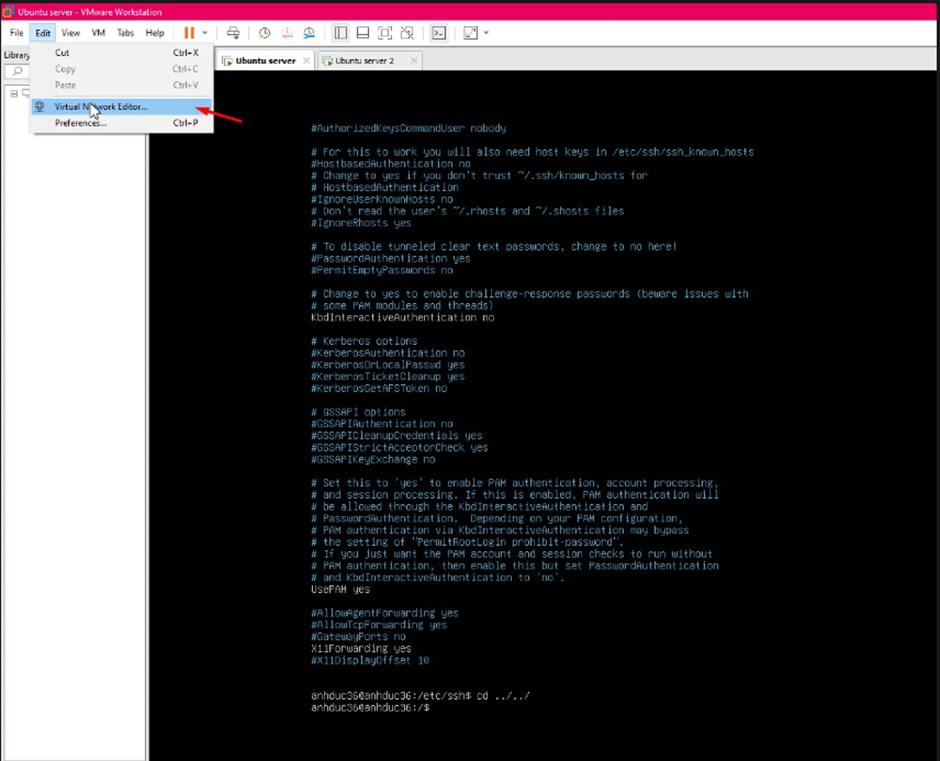 Ubuntu server - VMware Workstation
File Edit View VM Tabs Help
Library
Cut Ctrl+X
Copy Ctrl+C
Paste Ctrl+V
Virtual Network Editor...
Preferences... Ctrl+P
Ubuntu server
Ubuntu server 2
#AuthorizedKeysCommandUser nobody
# For this to work you will also need host keys in /etc/ssh/ssh_known_hosts
#HostbasedAuthentication no
# Change to yes if you don't trust ~/.ssh/known_hosts for
# HostbasedAuthentication
#IgnoreUserKnownHosts no
# Don't read the user's ~/.rhosts and ~/.shosts files
#IgnoreRhosts yes
# To disable tunneled clear text passwords, change to no here!
#PasswordAuthentication yes
#PermitEmptyPasswords no
# Change to yes to enable challenge-response passwords (beware issues with
# some PAM modules and threads)
KbdInteractiveAuthentication no
# Kerberos options
#KerberosAuthentication no
#KerberosOrLocalPasswd yes
#KerberosTicketCleanup yes
#KerberosGetAFSToken no
# GSSAPI options
#GSSAPIAuthentication no
#GSSAPICleanupCredentials yes
#GSSAPIStrictAcceptorCheck yes
#GSSAPIKeyExchange no
# Set this to 'yes' to enable PAM authentication, account processing,
# and session processing. If this is enabled, PAM authentication will
# be allowed through the KbdInteractiveAuthentication and
# PasswordAuthentication.  Depending on your PAM configuration,
# PAM authentication via KbdInteractiveAuthentication may bypass
# the setting of "PermitRootLogin prohibit-password".
# If you just want the PAM account and session checks to run without
# PAM authentication, then enable this but set PasswordAuthentication
# and KbdInteractiveAuthentication to 'no'.
UsePAM yes
#AllowAgentForwarding yes
#AllowTcpForwarding yes
#GatewayPorts no
X11Forwarding yes
#X11DisplayOffset 10
anhduc36@anhduc36:/etc/ssh$ cd ../../
anhduc36@anhduc36:/$